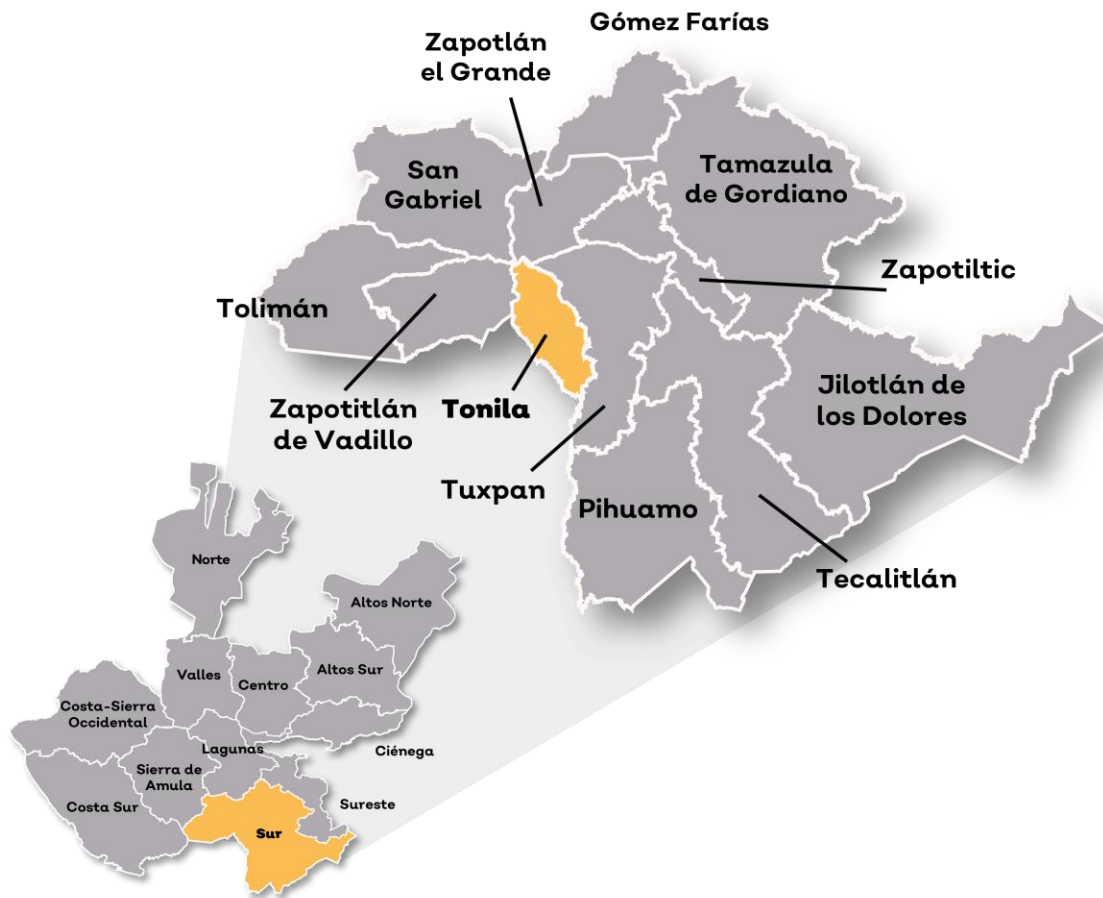 Gómez Farías
Zapotlán
el Grande
San
Gabriel
Tamazula
de Gordiano
Zapotiltic
Tolimán
Jilotlán de
los Dolores
Zapotitlán
de Vadillo
Tonila
Tuxpan
Pihuamo
Tecalitlán
Norte
Altos Norte
Valles
Centro
Altos Sur
Costa-Sierra
Occidental
Lagunas
Ciénega
Sierra de
Amula
Costa Sur
Sureste
Sur